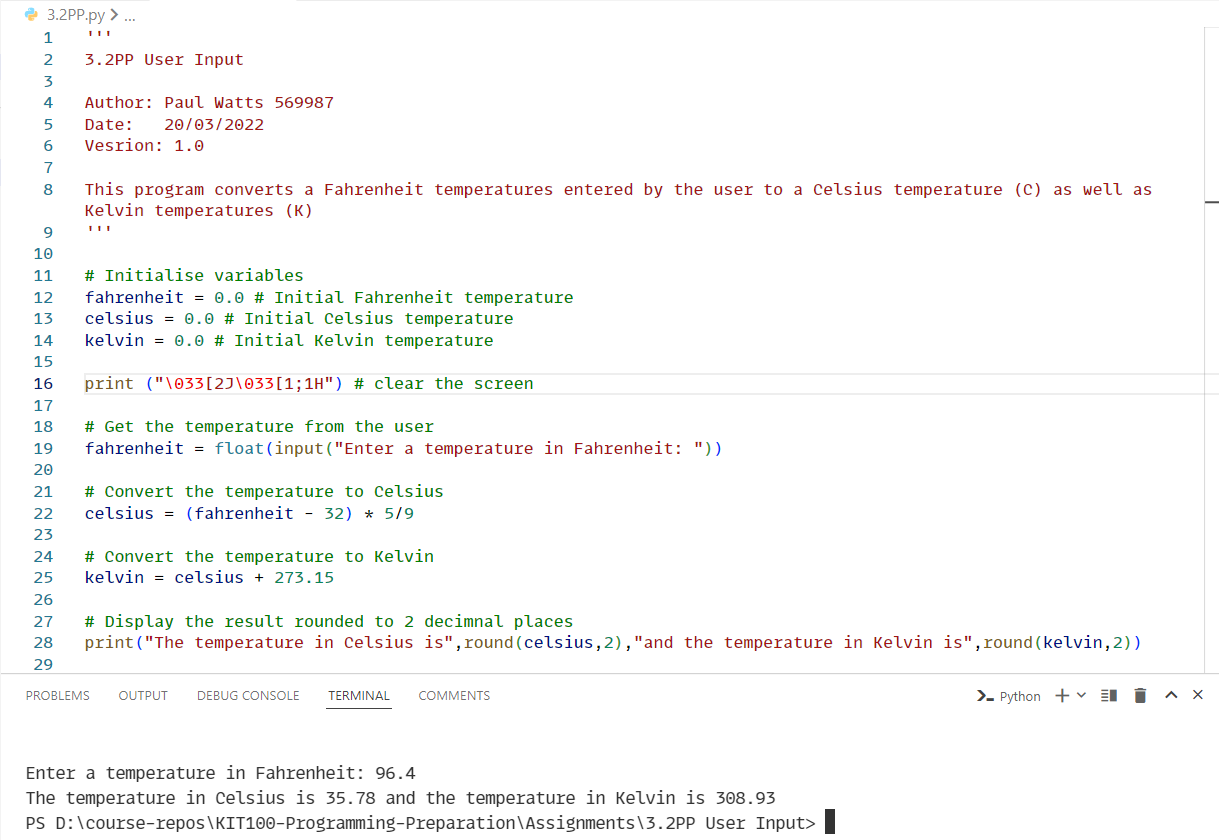 3.2PP.py > ...
1 '''
2 3.2PP User Input
3
4 Author: Paul Watts 569987
5 Date:   20/03/2022
6 Vesrion: 1.0
7
8 This program converts a Fahrenheit temperatures entered by the user to a Celsius temperature (C) as well as
Kelvin temperatures (K)
9 '''
10
11 # Initialise variables
12 fahrenheit = 0.0 # Initial Fahrenheit temperature
13 celsius = 0.0 # Initial Celsius temperature
14 kelvin = 0.0 # Initial Kelvin temperature
15
16 print ("\033[2J\033[1;1H") # clear the screen
17
18 # Get the temperature from the user
19 fahrenheit = float(input("Enter a temperature in Fahrenheit: "))
20
21 # Convert the temperature to Celsius
22 celsius = (fahrenheit - 32) * 5/9
23
24 # Convert the temperature to Kelvin
25 kelvin = celsius + 273.15
26
27 # Display the result rounded to 2 decimnal places
28 print("The temperature in Celsius is",round(celsius,2),"and the temperature in Kelvin is",round(kelvin,2))
29
PROBLEMS OUTPUT DEBUG CONSOLE TERMINAL COMMENTS Python
Enter a temperature in Fahrenheit: 96.4
The temperature in Celsius is 35.78 and the temperature in Kelvin is 308.93
PS D:\course-repos\KIT100-Programming-Preparation\Assignments\3.2PP User Input>